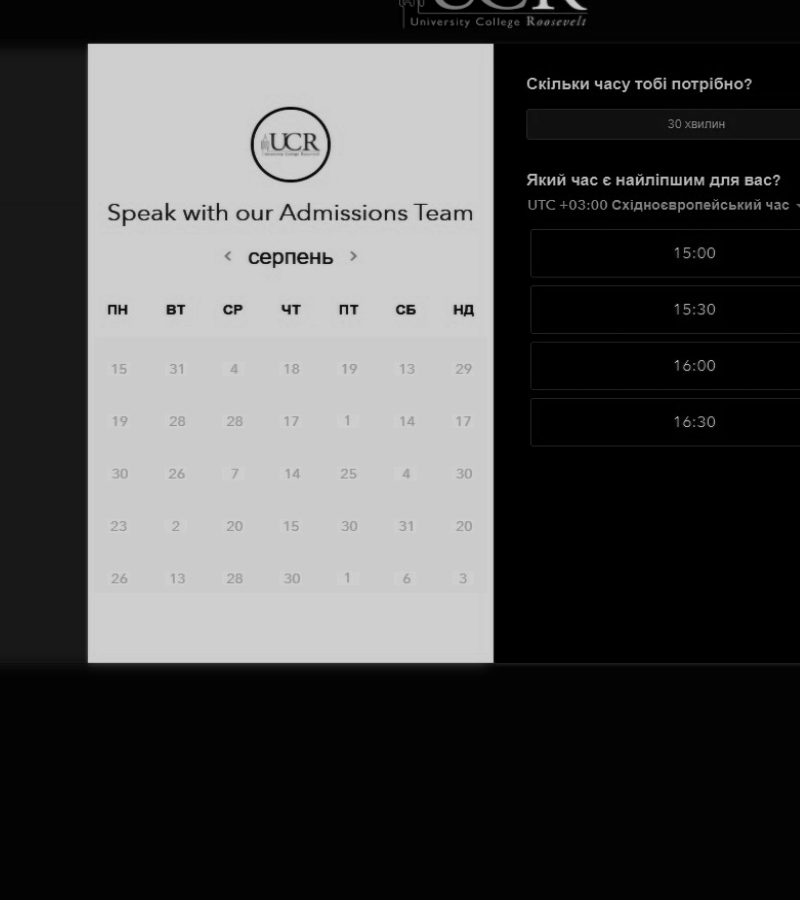 UCR
University College Roosevelt
UCR
University College Roosevelt
Speak with our Admissions Team
< серпень >
ПН ВТ СР ЧТ ПТ СБ НД
15 31 4 18 19 13 29
19 28 28 17 1 14 17
30 26 7 14 25 4 30
23 2 20 15 30 31 20
26 13 28 30 1 6 3
Скільки часу тобі потрібно?
30 хвилин
Який час є найліпшим для вас?
UTC +03:00 Східноєвропейський час
15:00
15:30
16:00
16:30